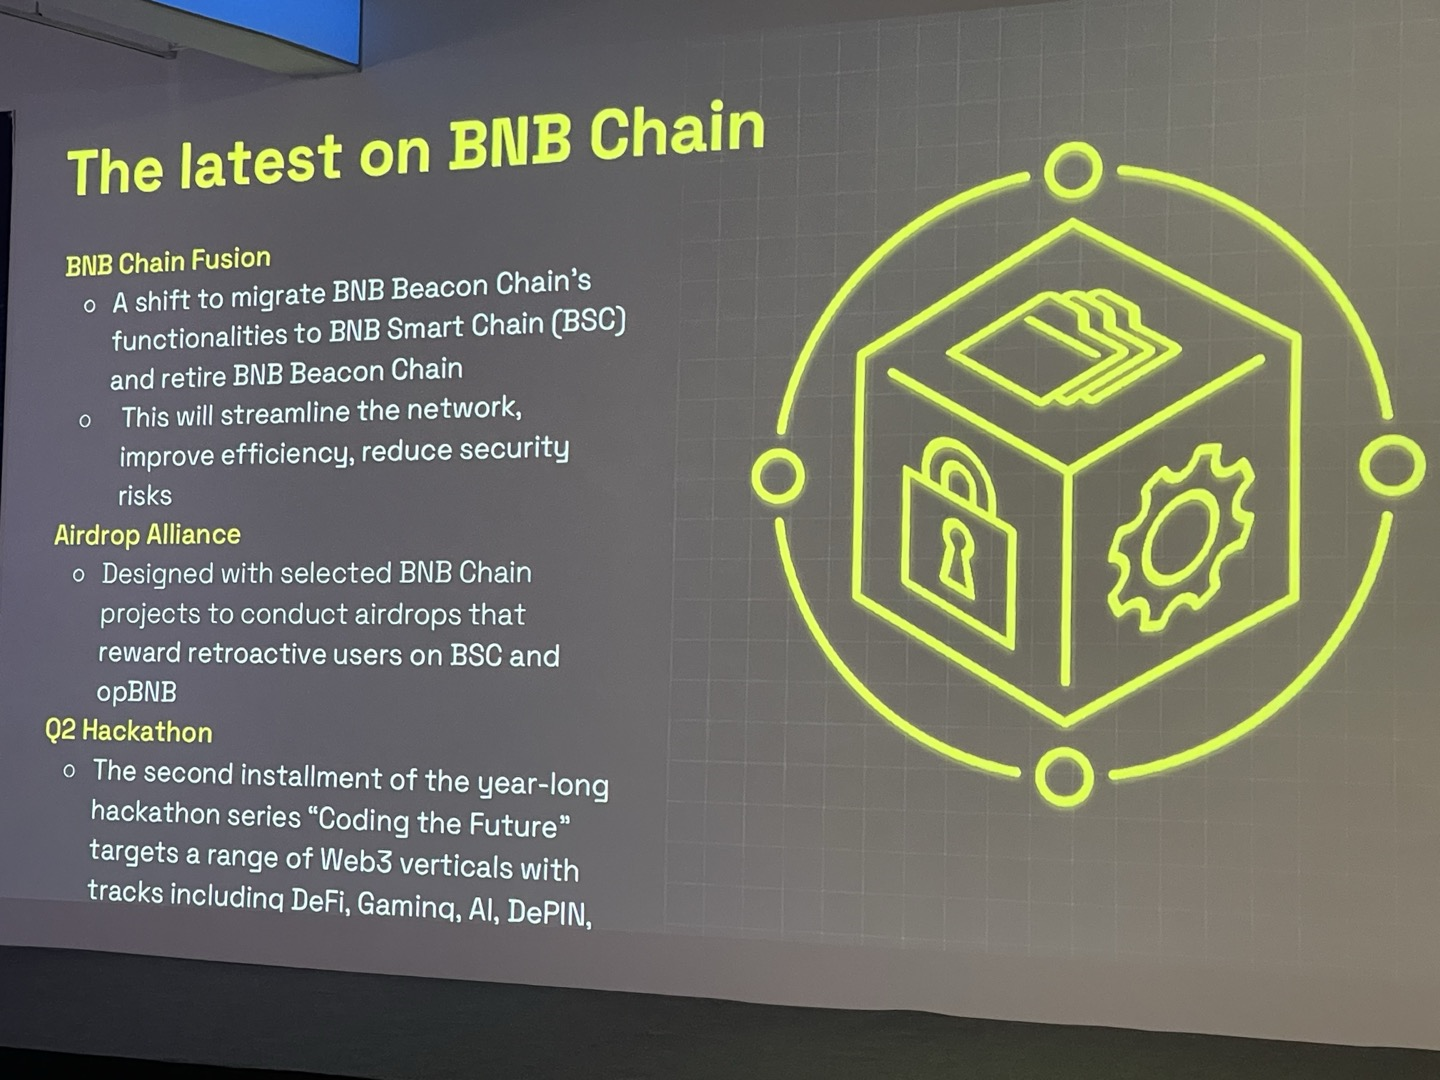 The latest on BNB Chain
BNB Chain Fusion
○ A shift to migrate BNB Beacon Chain's
functionalities to BNB Smart Chain (BSC)
and retire BNB Beacon Chain
○ This will streamline the network,
improve efficiency, reduce security
risks
Airdrop Alliance
○ Designed with selected BNB Chain
projects to conduct airdrops that
reward retroactive users on BSC and
opBNB
Q2 Hackathon
○ The second installment of the year-long
hackathon series “Coding the Future”
targets a range of Web3 verticals with
tracks including DeFi, Gaming, AI, DePIN,